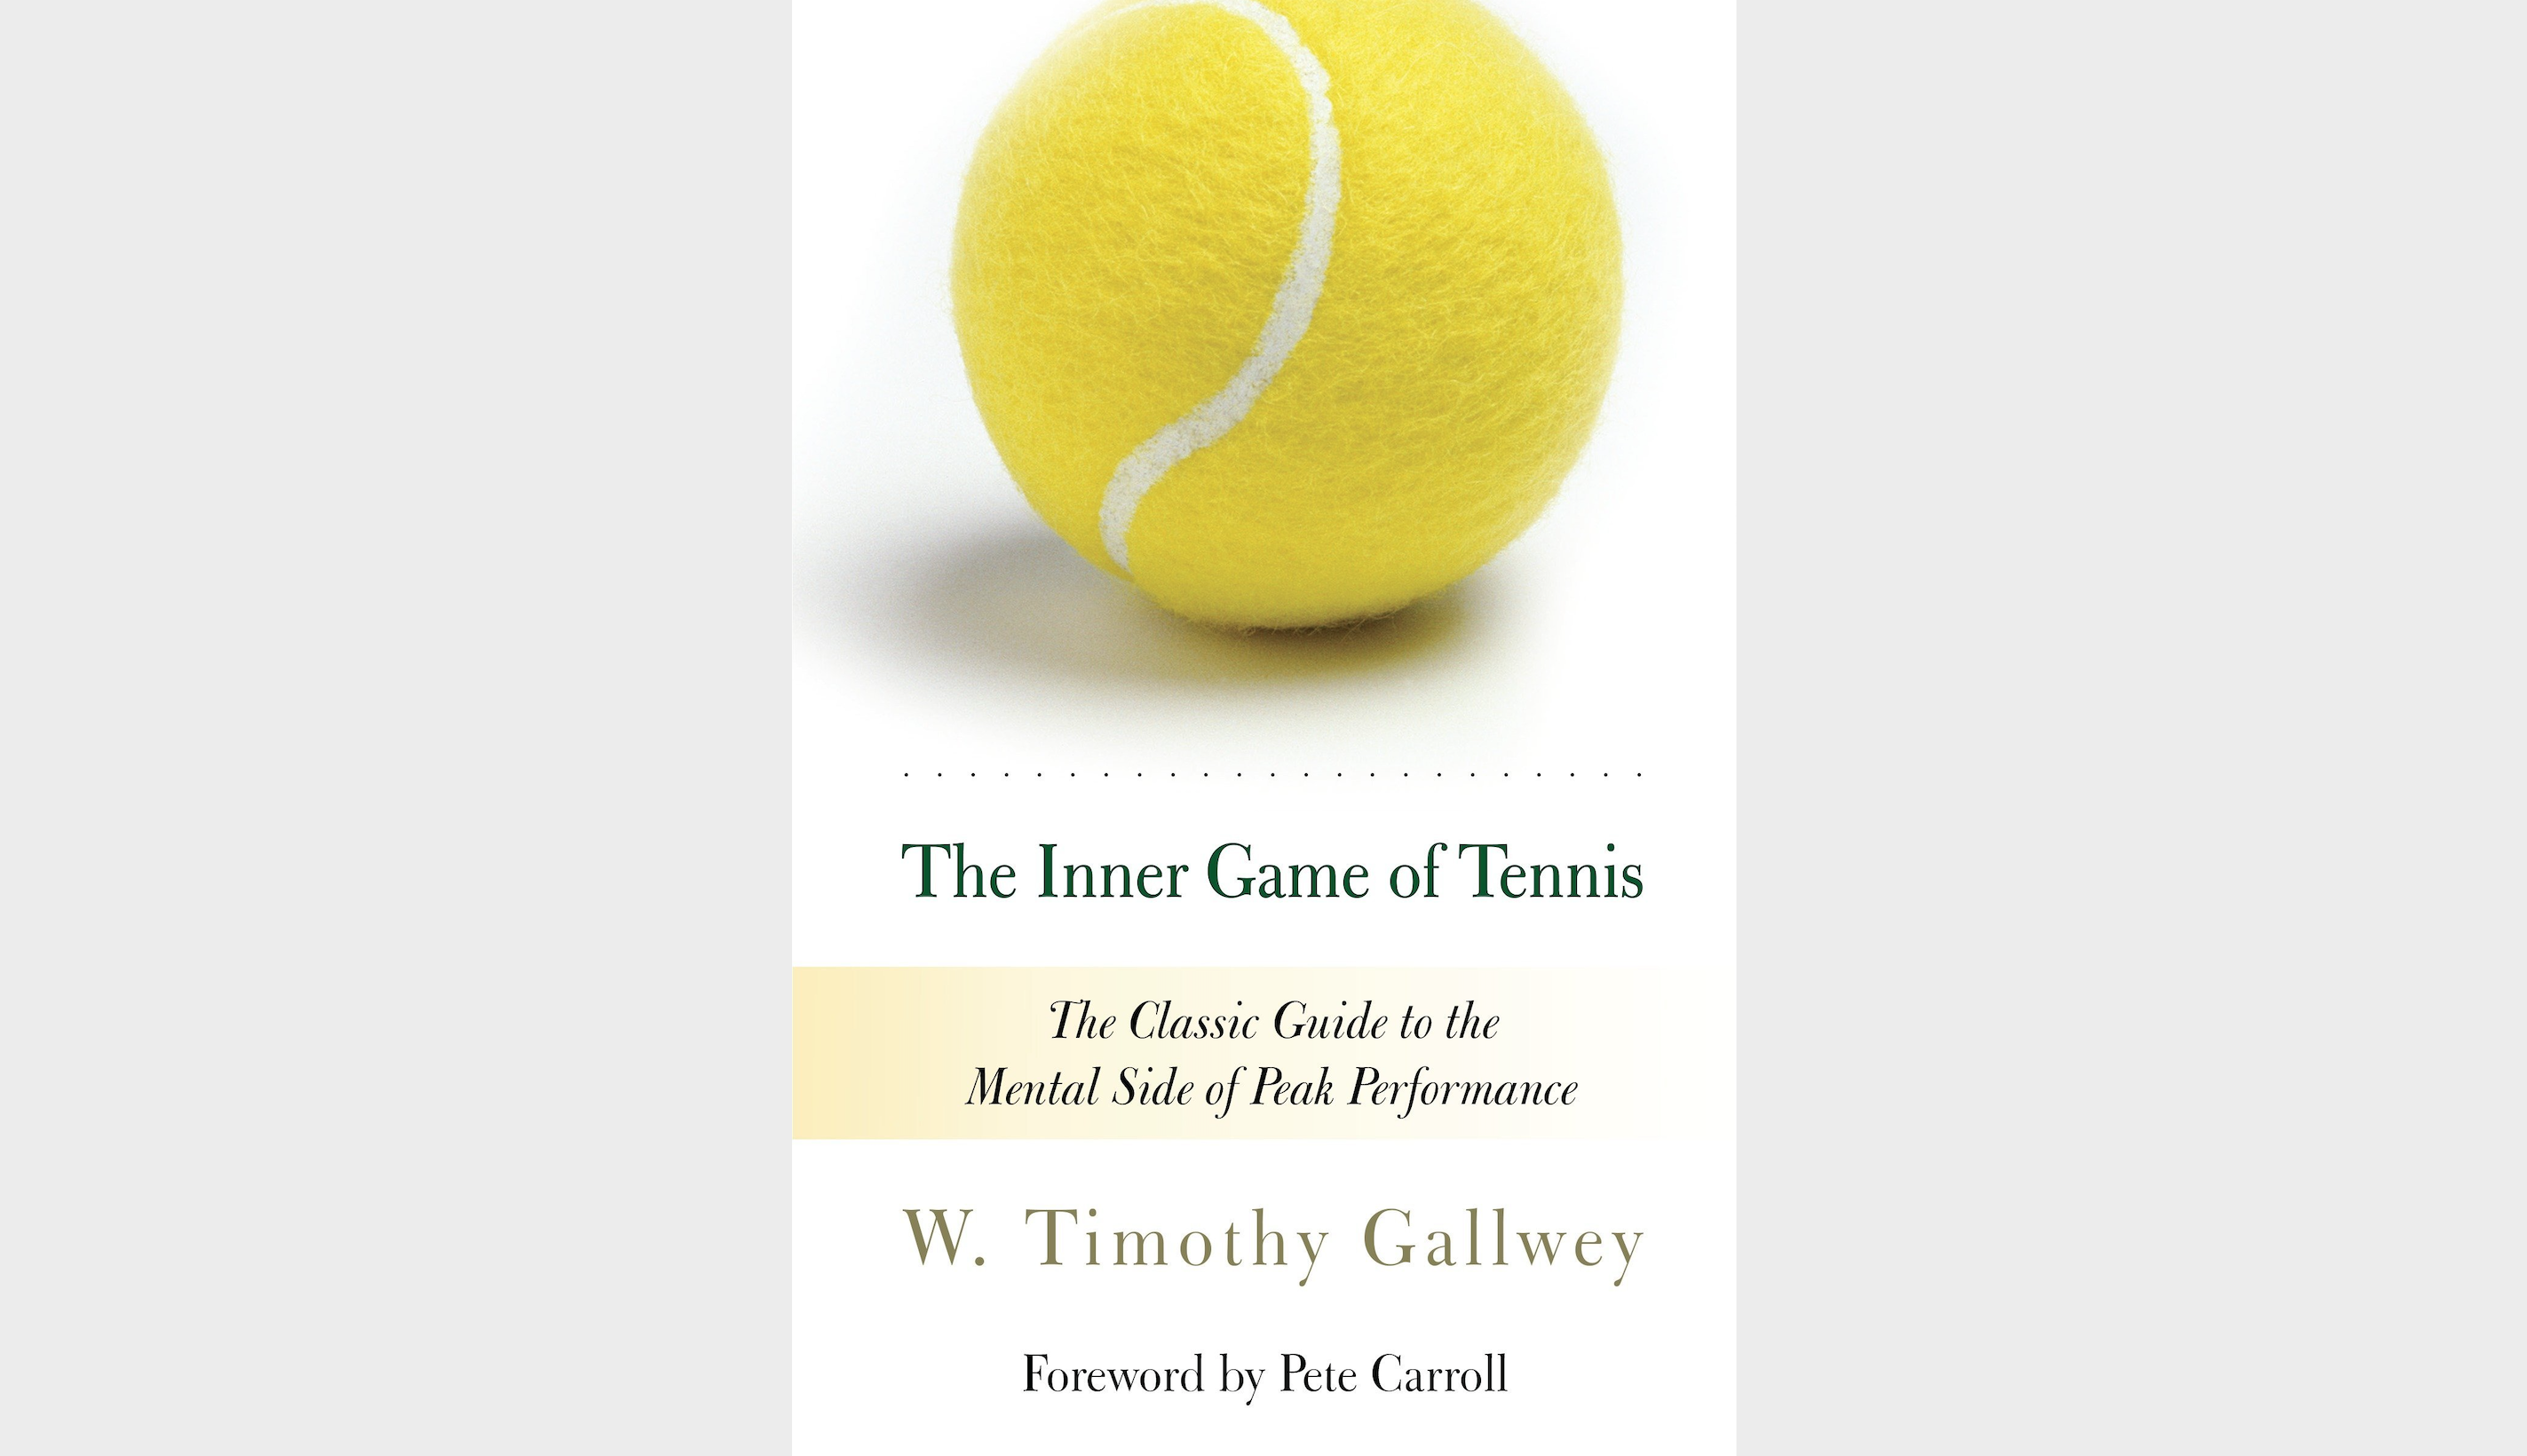 The Inner Game of Tennis
The Classic Guide to the
Mental Side of Peak Performance
W. Timothy Gallwey
Foreword by Pete Carroll